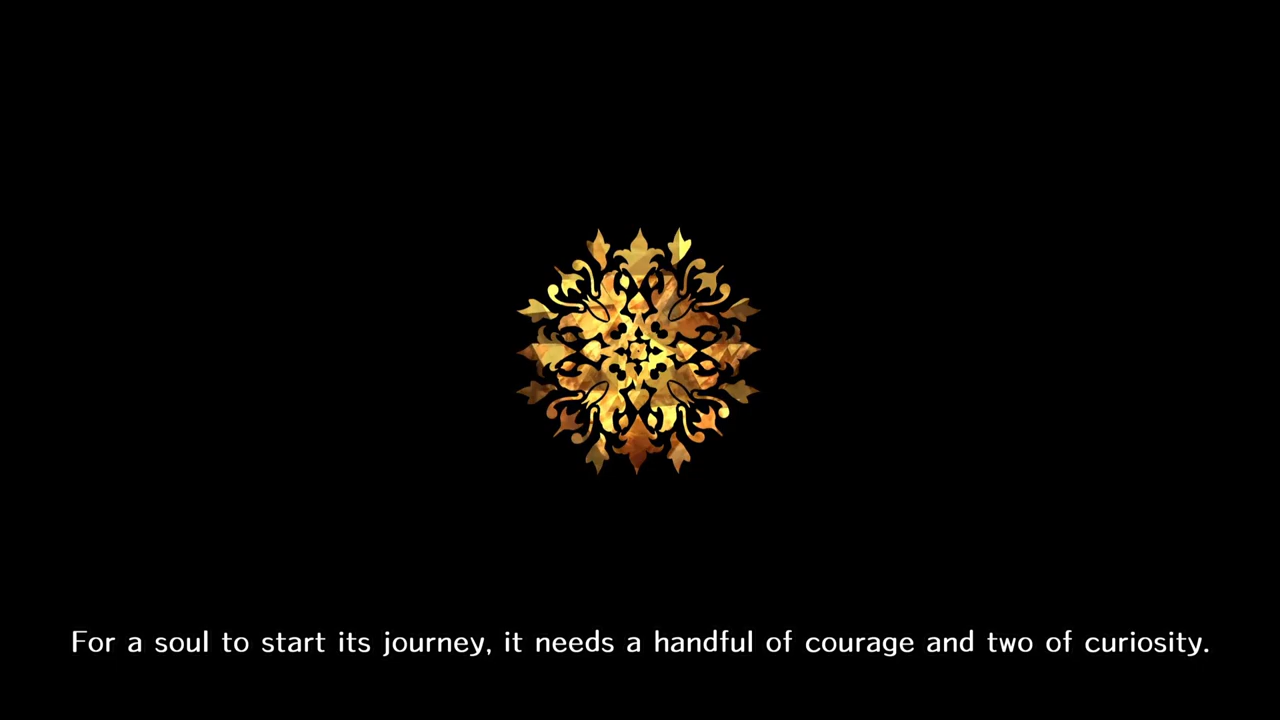 For a soul to start its journey, it needs a handful of courage and two of curiosity.